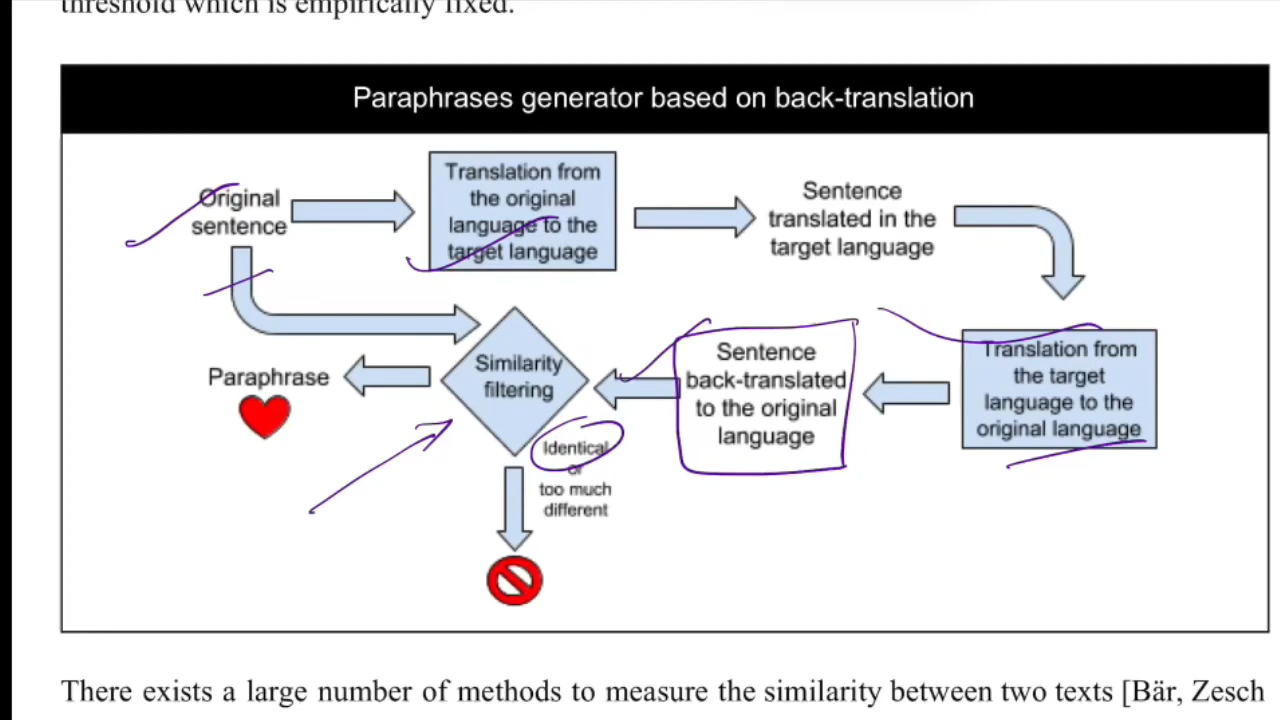 threshold which is empirically fixed.
Paraphrases generator based on back-translation
Original
sentence
Translation from
the original
language to the
target language
Sentence
translated in the
target language
Translation from
the target
language to the
original language
Sentence
back-translated
to the original
language
Similarity
filtering
Paraphrase
Identical
or
too much
different
There exists a large number of methods to measure the similarity between two texts [Bär, Zesch